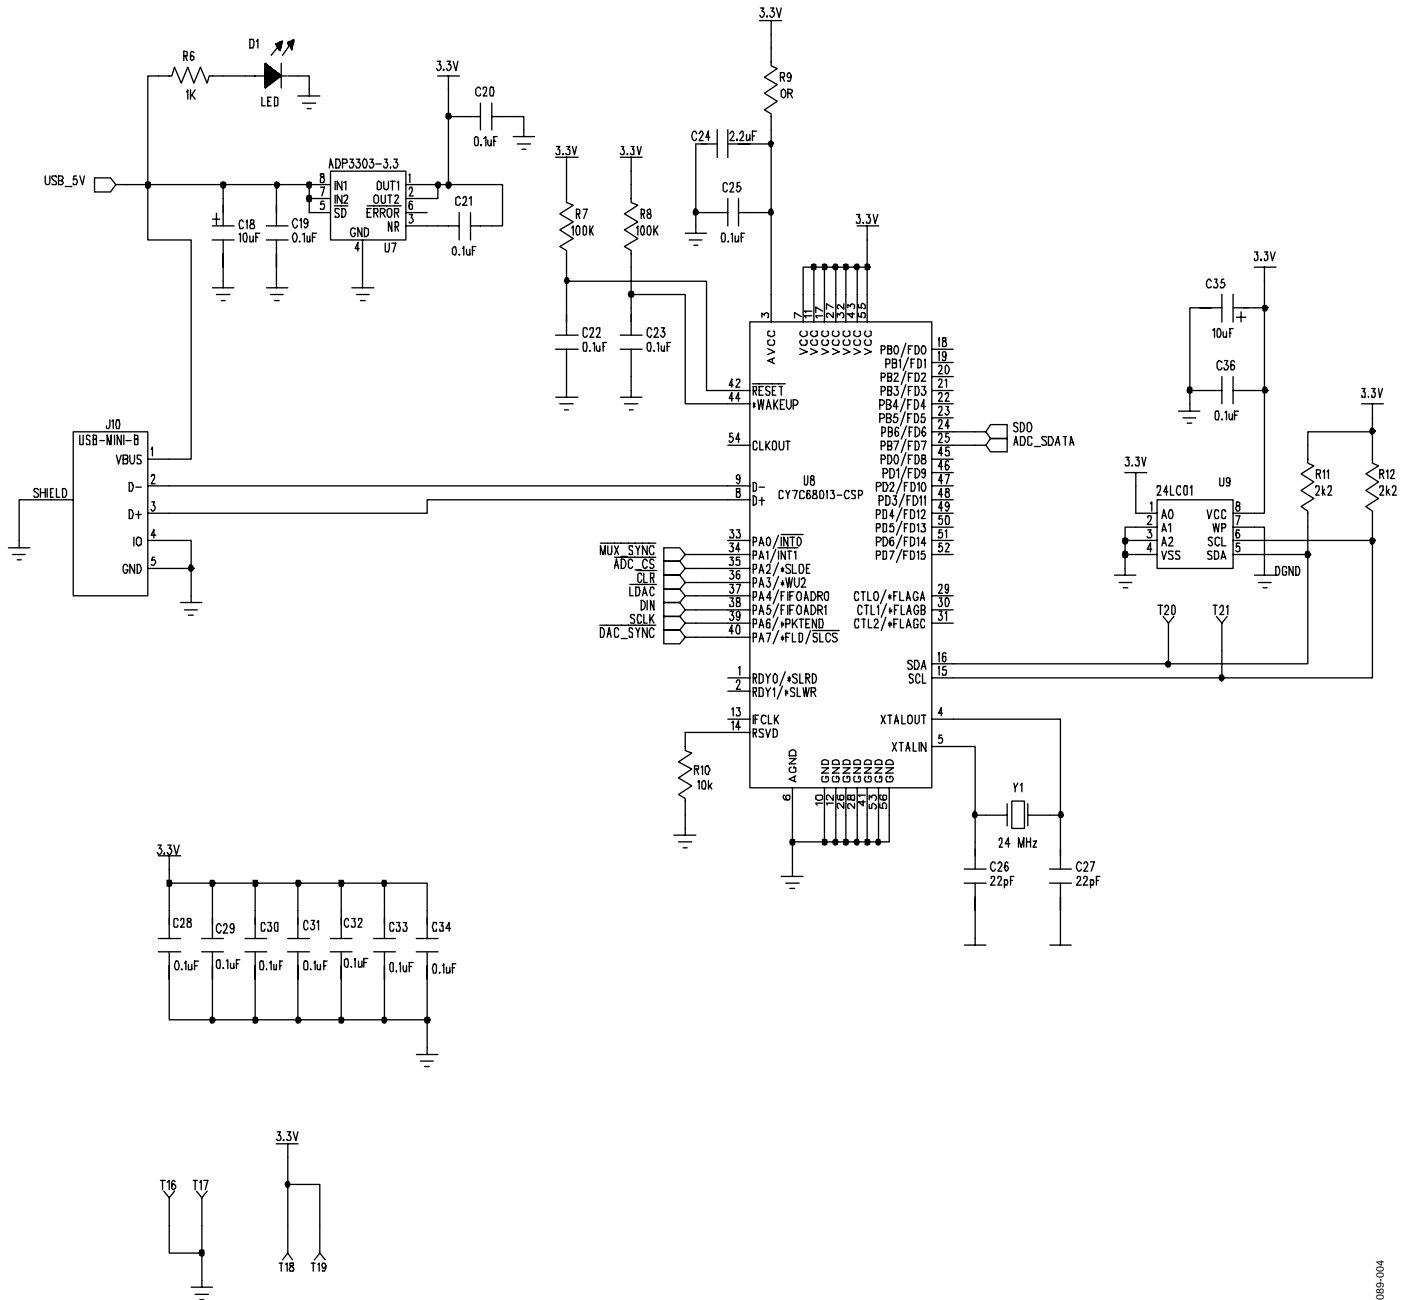 3.3V
R6
1K
D1
LED
3.3V
C20
0.1uF
R9
0R
C24
2.2uF
C25
0.1uF
USB_5V
ADP3303-3.3
8
IN1
7
IN2
5
SD
OUT1
1
OUT2
2
ERROR
6
NR
3
GND
4
U7
C18
10uF
C19
0.1uF
C21
0.1uF
3.3V
R7
100K
3.3V
R8
100K
C22
0.1uF
C23
0.1uF
3.3V
3
7
11
17
27
32
43
55
AVCC
VCC
VCC
VCC
VCC
VCC
VCC
VCC
U8
CY7C68013-CSP
42
RESET
44
*WAKEUP
54
CLKOUT
9
D-
8
D+
33
PA0/INT0
34
PA1/INT1
35
PA2/*SLOE
36
PA3/*WU2
37
PA4/FIFOADR0
38
PA5/FIFOADR1
39
PA6/*PKTEND
40
PA7/*FLD/SLCS
1
RDY0/*SLRD
2
RDY1/*SLWR
13
IFCLK
14
RSVD
MUX_SYNC
ADC_CS
CLR
LDAC
DIN
SCLK
DAC_SYNC
PB0/FD0
18
PB1/FD1
19
PB2/FD2
20
PB3/FD3
21
PB4/FD4
22
PB5/FD5
23
PB6/FD6
24
PB7/FD7
25
PD0/FD8
45
PD1/FD9
46
PD2/FD10
47
PD3/FD11
48
PD4/FD12
49
PD5/FD13
50
PD6/FD14
51
PD7/FD15
52
SDO
ADC_SDATA
CTL0/*FLAGA
29
CTL1/*FLAGB
30
CTL2/*FLAGC
31
SDA
16
SCL
15
XTALOUT
4
XTALIN
5
AGND
GND
GND
GND
GND
GND
GND
GND
6
10
12
26
28
41
53
56
R10
10k
Y1
24 MHz
C26
22pF
C27
22pF
J10
USB-MINI-B
VBUS
1
D-
2
D+
3
IO
4
GND
5
SHIELD
3.3V
C35
10uF
C36
0.1uF
3.3V
R11
2k2
R12
2k2
3.3V
24LC01
U9
1
A0
2
A1
3
A2
4
VSS
VCC
8
WP
7
SCL
6
SDA
5
DGND
T20
T21
3.3V
C28
0.1uF
C29
0.1uF
C30
0.1uF
C31
0.1uF
C32
0.1uF
C33
0.1uF
C34
0.1uF
3.3V
T16
T17
T18
T19
089-004